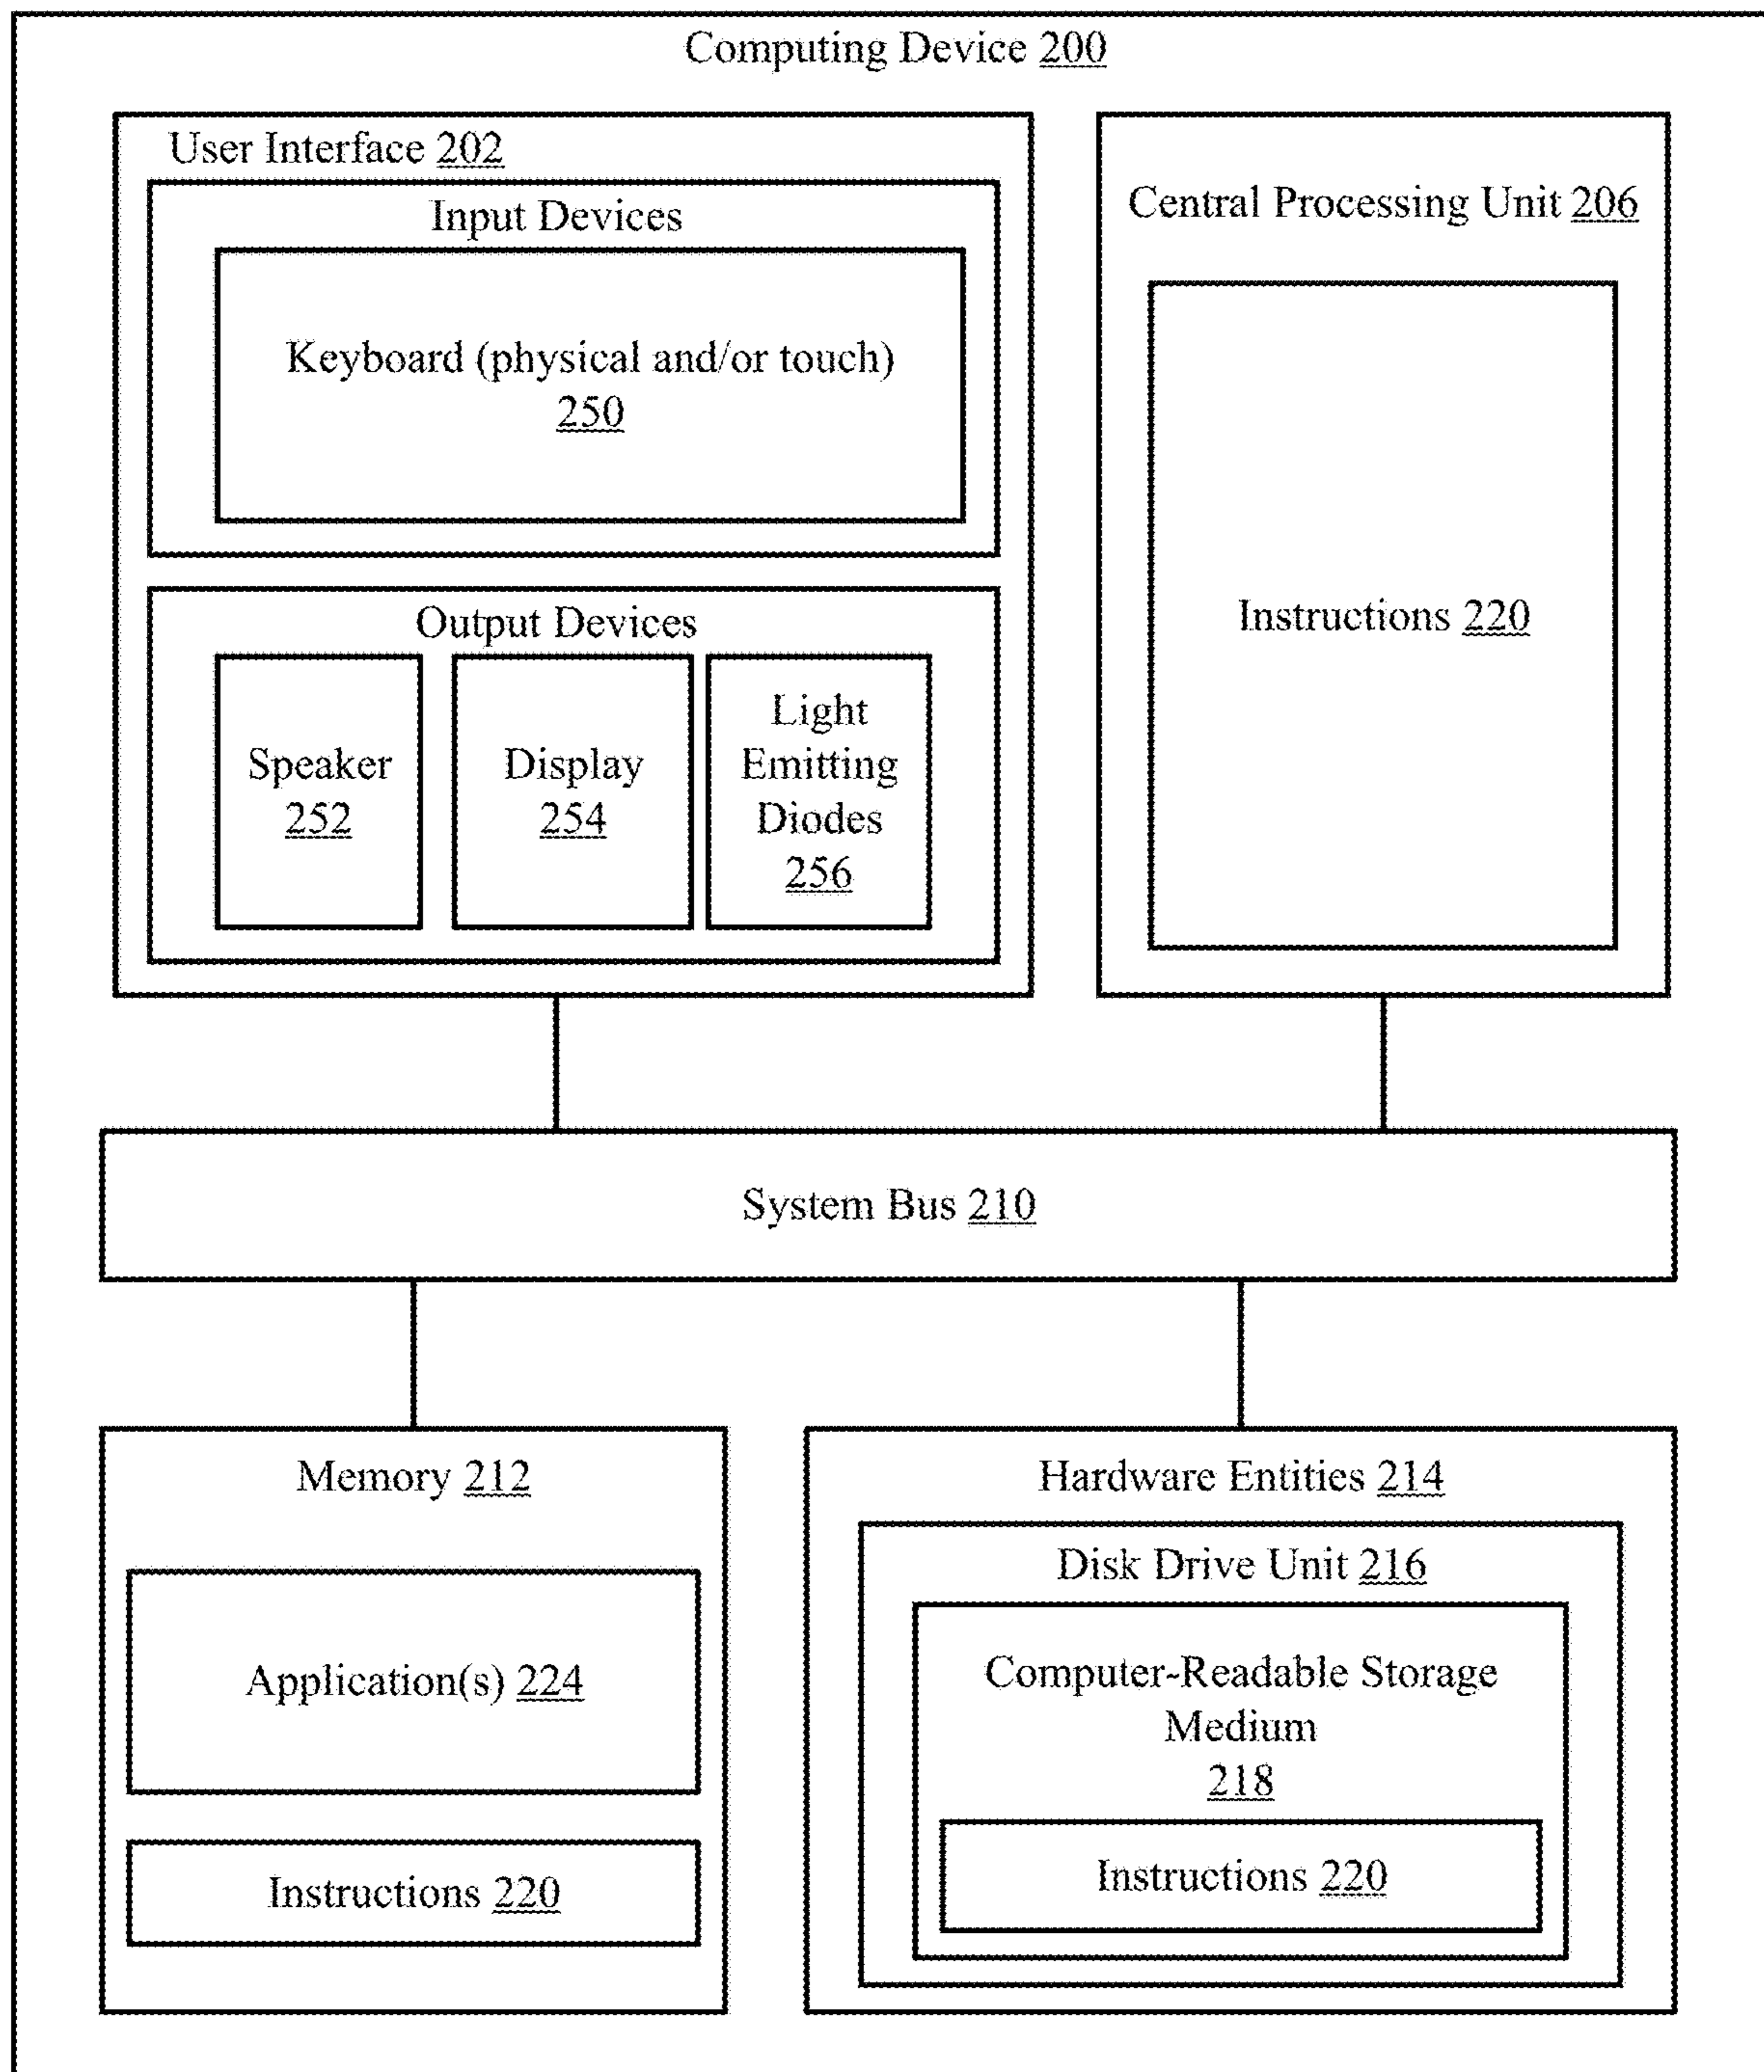 Computing Device 200
User Interface 202
Input Devices
Keyboard (physical and/or touch)
250
Output Devices
Speaker
252
Display
254
Light
Emitting
Diodes
256
Central Processing Unit 206
Instructions 220
System Bus 210
Memory 212
Application(s) 224
Instructions 220
Hardware Entities 214
Disk Drive Unit 216
Computer-Readable Storage
Medium
218
Instructions 220